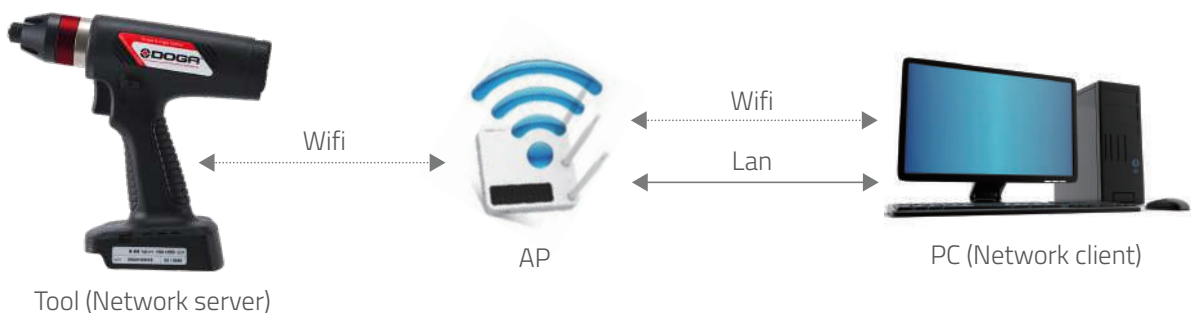 DOGA
Wifi
Wifi
Lan
AP
PC (Network client)
Tool (Network server)